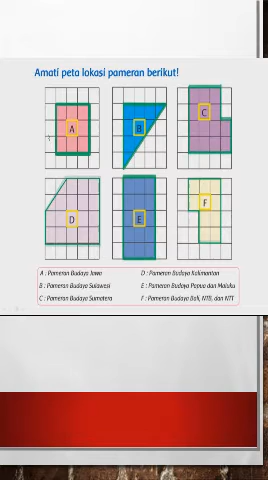 Amati peta lokasi pameran berikut!
A
B
C
D
E
F
A : Pameran Budaya Jawa
B : Pameran Budaya Sulawesi
C : Pameran Budaya Sumatera
D : Pameran Budaya Kalimantan
E : Pameran Budaya Papua dan Maluku
F : Pameran Budaya Bali, NTB, dan NTT